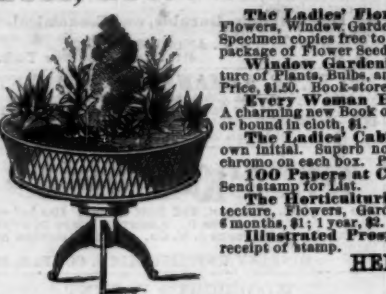 The Ladies' Flo
Flowers, Window Garde
Specimen copies free to
package of Flower Seed
Window Gardeni
ture of Plants, Bulbs, a
Price, $1.50. Book-store
Every Woman H
A charming new Book o
or bound in cloth, $1.
The Ladies' Cab
own initial. Superb no
chromo on each box. P
100 Papers at C
Send stamp for List.
The Horticultur
tecture, Flowers, Gard
6 months, $1; 1 year, $2.
Illustrated Pros
receipt of stamp.
HE